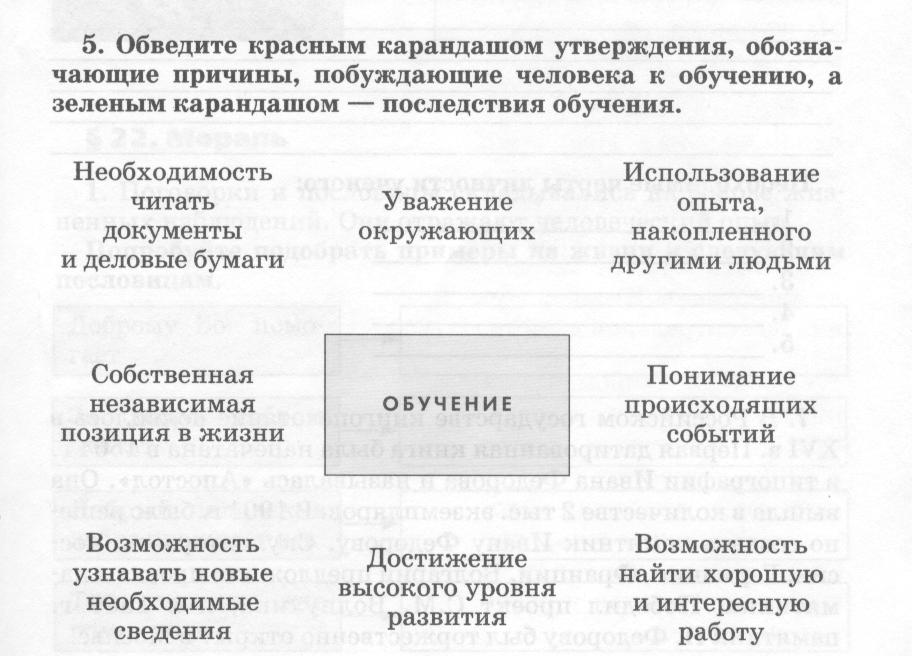 5. Обведите красным карандашом утверждения, обозна-
чающие причины, побуждающие человека к обучению, а
зеленым карандашом — последствия обучения.
Необходимость
читать
документы
и деловые бумаги
Уважение
окружающих
Использование
опыта,
накопленного
другими людьми
Собственная
независимая
позиция в жизни
ОБУЧЕНИЕ
Понимание
происходящих
событий
Возможность
узнавать новые
необходимые
сведения
Достижение
высокого уровня
развития
Возможность
найти хорошую
и интересную
работу